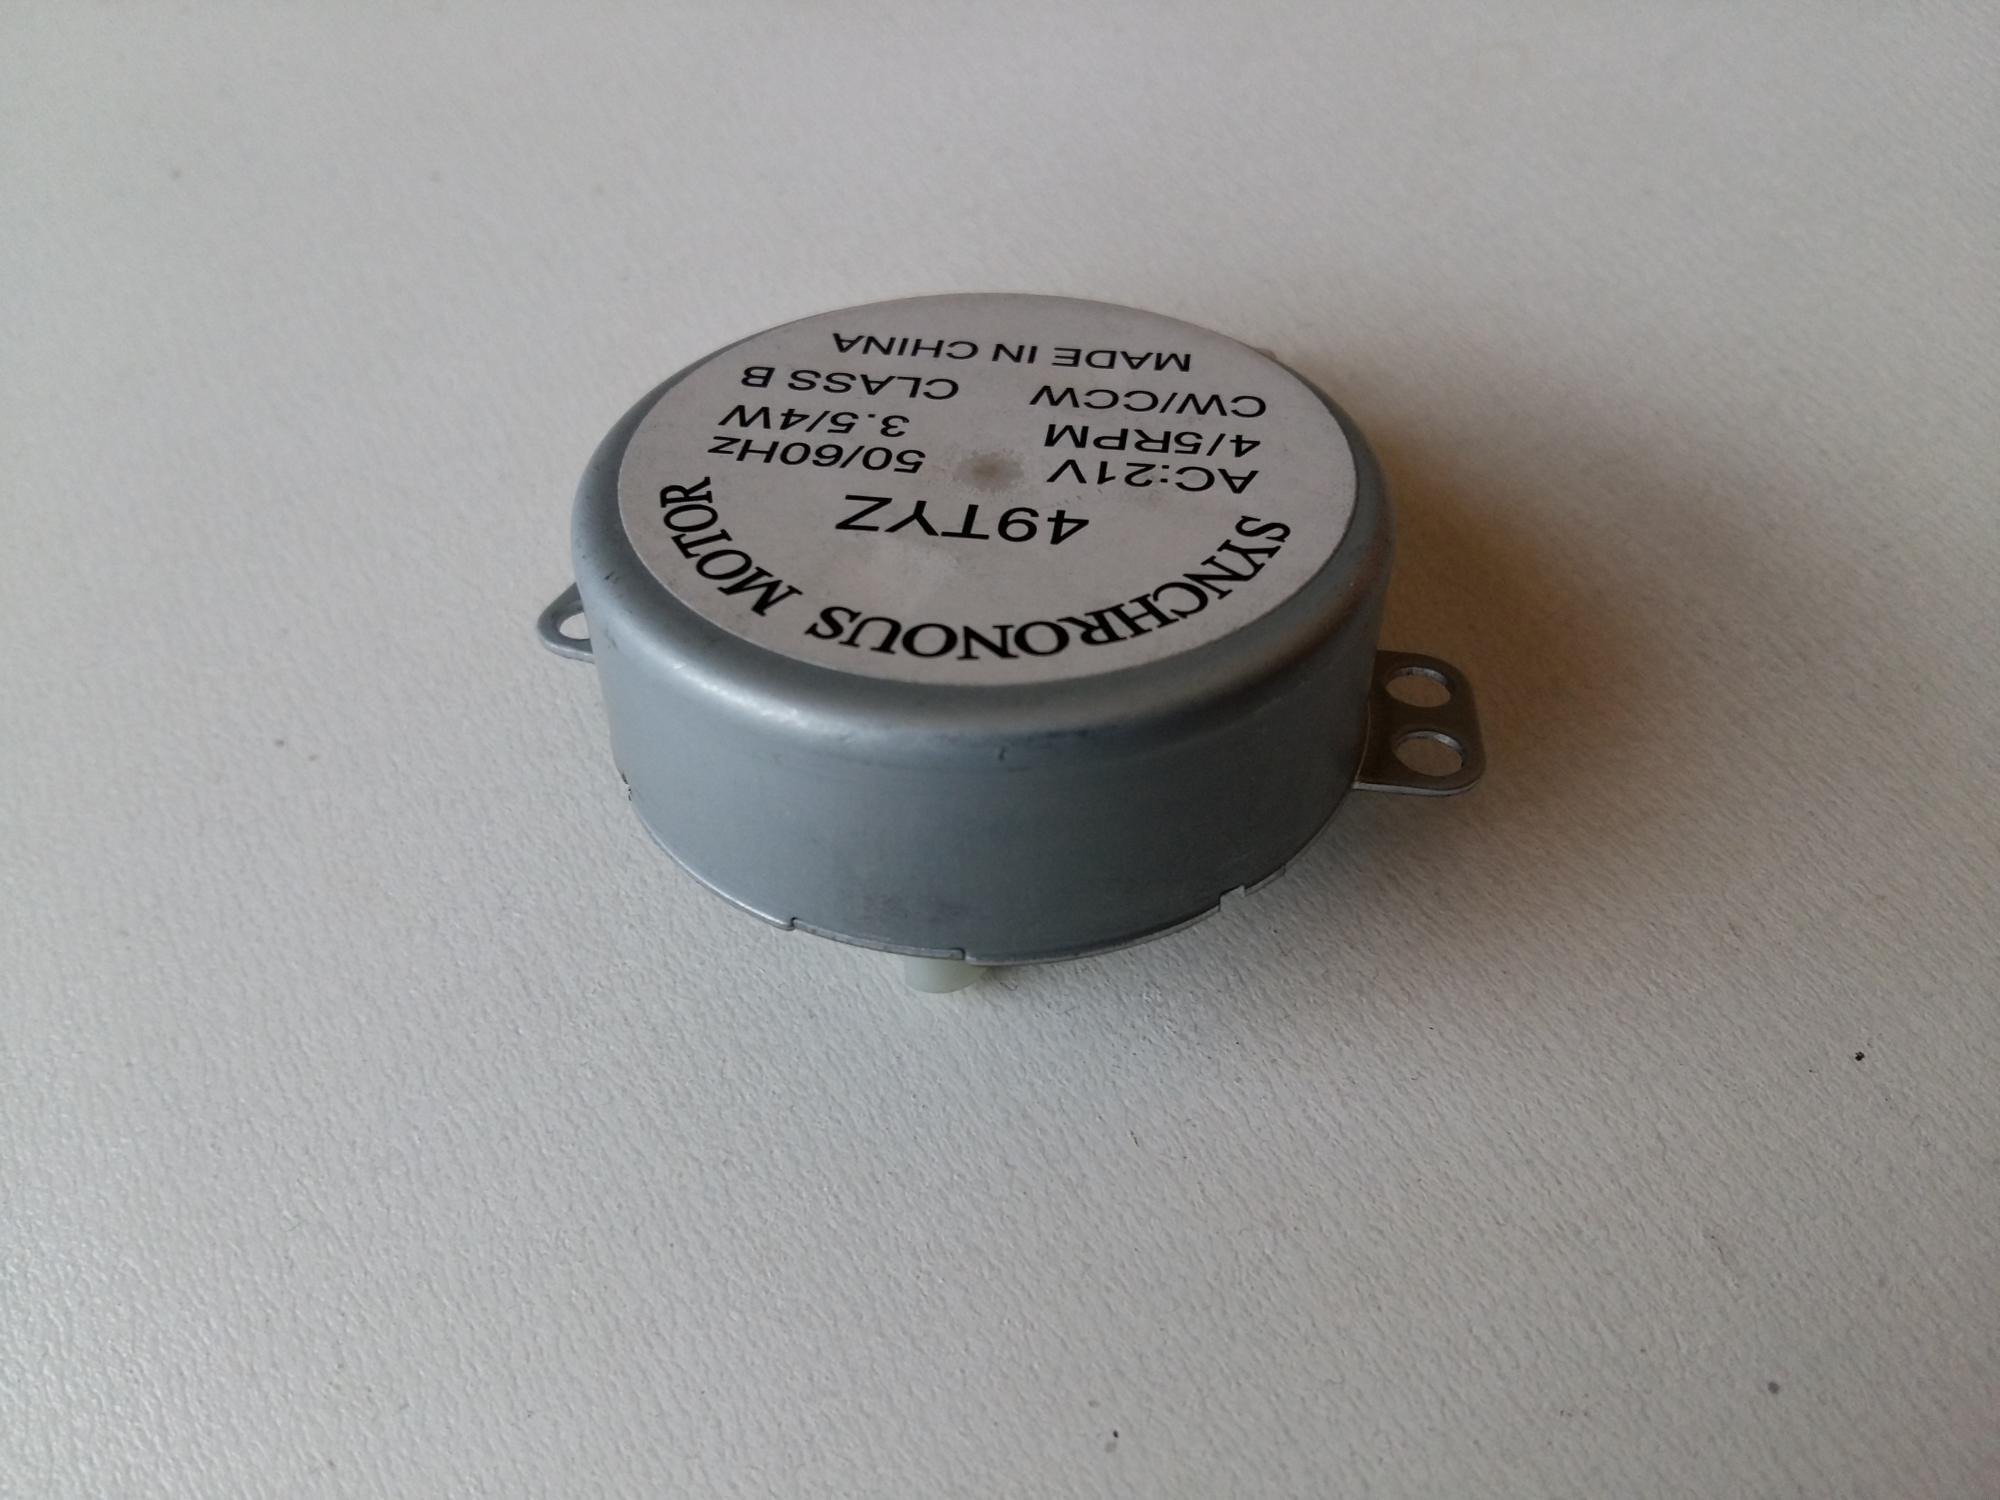 SYNCHRONOUS MOTOR
49TYZ
AC:21V 50/60Hz
4/5RPM 3.5/4W
CW/CCW CLASS B
MADE IN CHINA